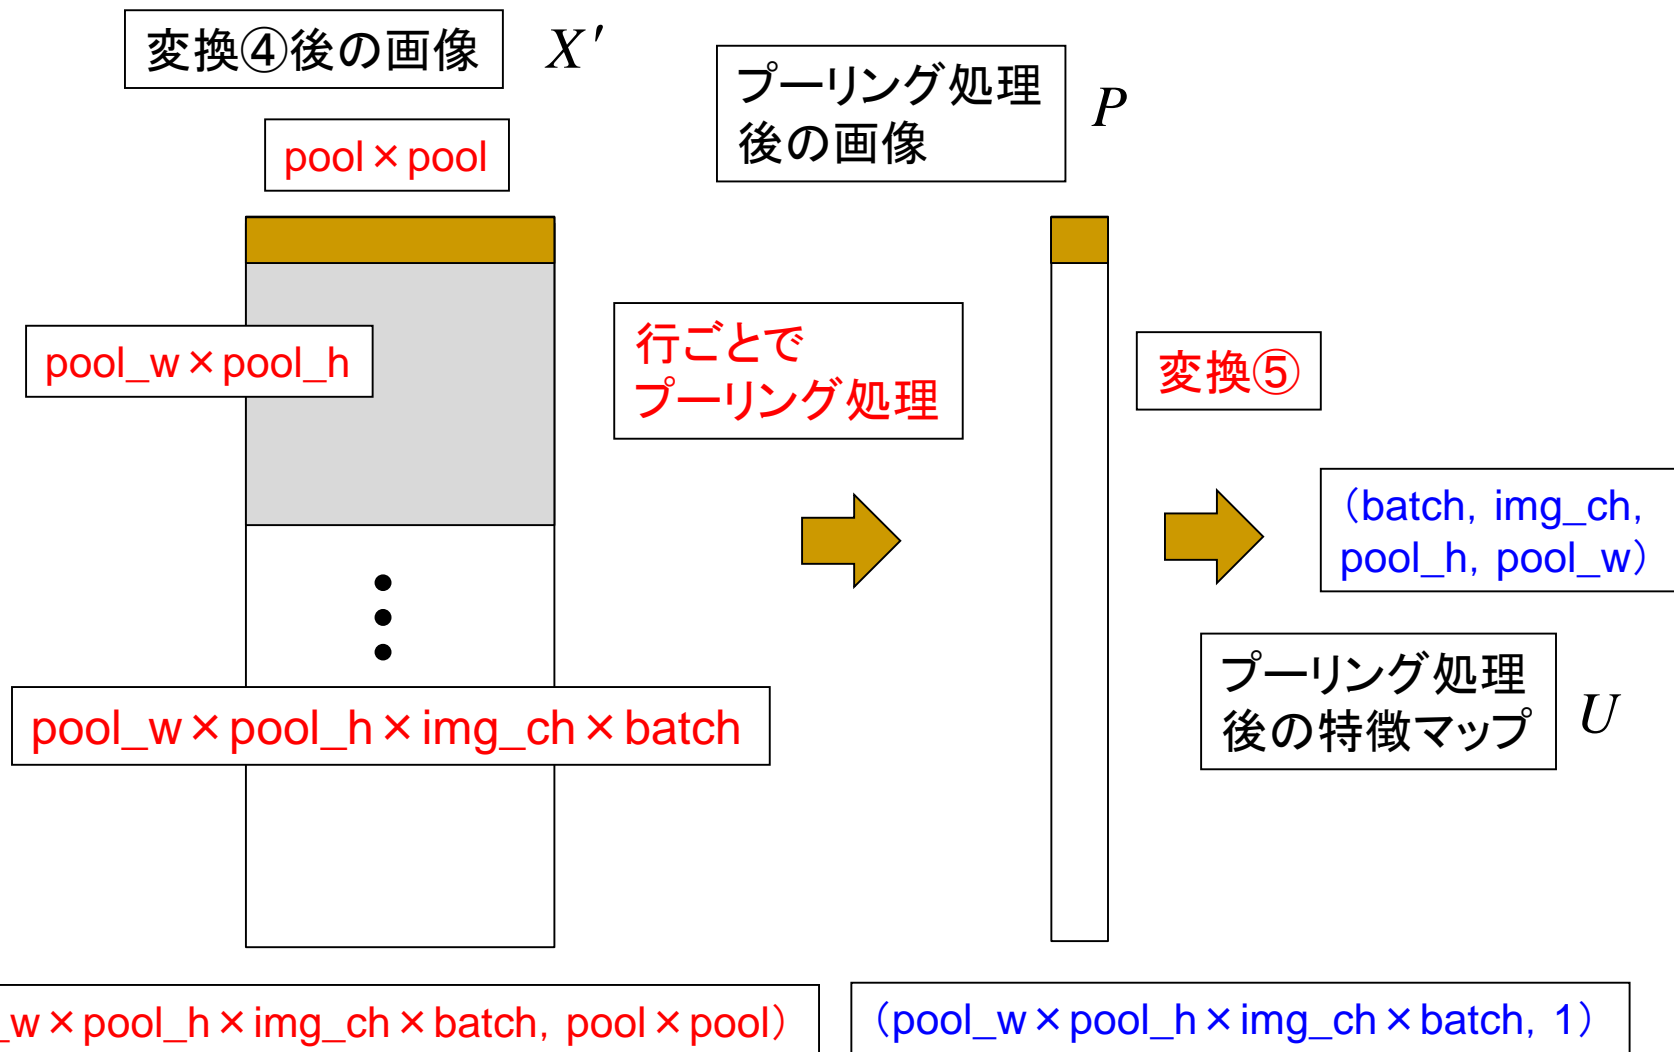 変換④後の画像
X′
プーリング処理
後の画像
P
pool×pool
pool_w×pool_h
行ごとで
プーリング処理
変換⑤
(batch, img_ch,
pool_h, pool_w)
pool_w×pool_h×img_ch×batch
プーリング処理
後の特徴マップ
U
_w×pool_h×img_ch×batch, pool×pool)
(pool_w×pool_h×img_ch×batch, 1)